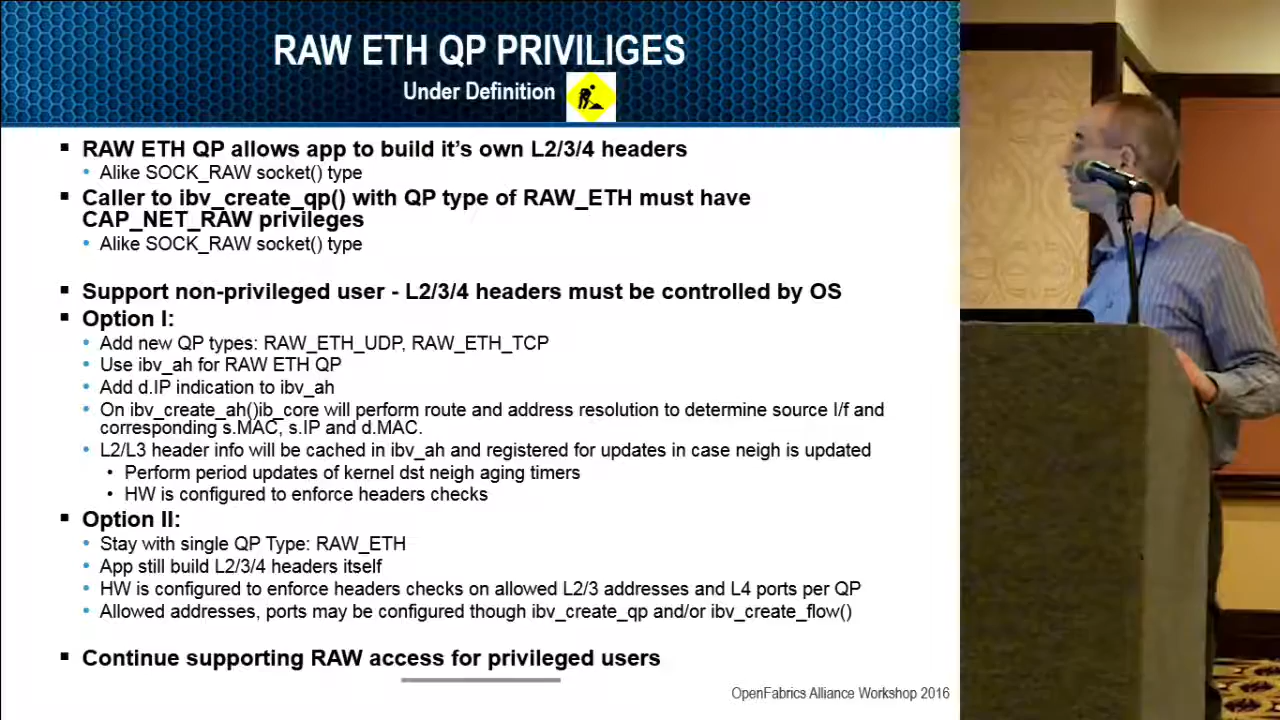 RAW ETH QP PRIVILIGES
Under Definition
RAW ETH QP allows app to build it's own L2/3/4 headers
Alike SOCK_RAW socket() type
Caller to ibv_create_qp() with QP type of RAW_ETH must have
CAP_NET_RAW privileges
Alike SOCK_RAW socket() type
Support non-privileged user - L2/3/4 headers must be controlled by OS
Option I:
Add new QP types: RAW_ETH_UDP, RAW_ETH_TCP
Use ibv_ah for RAW ETH QP
Add d.IP indication to ibv_ah
On ibv_create_ah()ib_core will perform route and address resolution to determine source I/f and
corresponding s.MAC, s.IP and d.MAC.
L2/L3 header info will be cached in ibv_ah and registered for updates in case neigh is updated
Perform period updates of kernel dst neigh aging timers
HW is configured to enforce headers checks
Option II:
Stay with single QP Type: RAW_ETH
App still build L2/3/4 headers itself
HW is configured to enforce headers checks on allowed L2/3 addresses and L4 ports per QP
Allowed addresses, ports may be configured though ibv_create_qp and/or ibv_create_flow()
Continue supporting RAW access for privileged users
OpenFabrics Alliance Workshop 2016